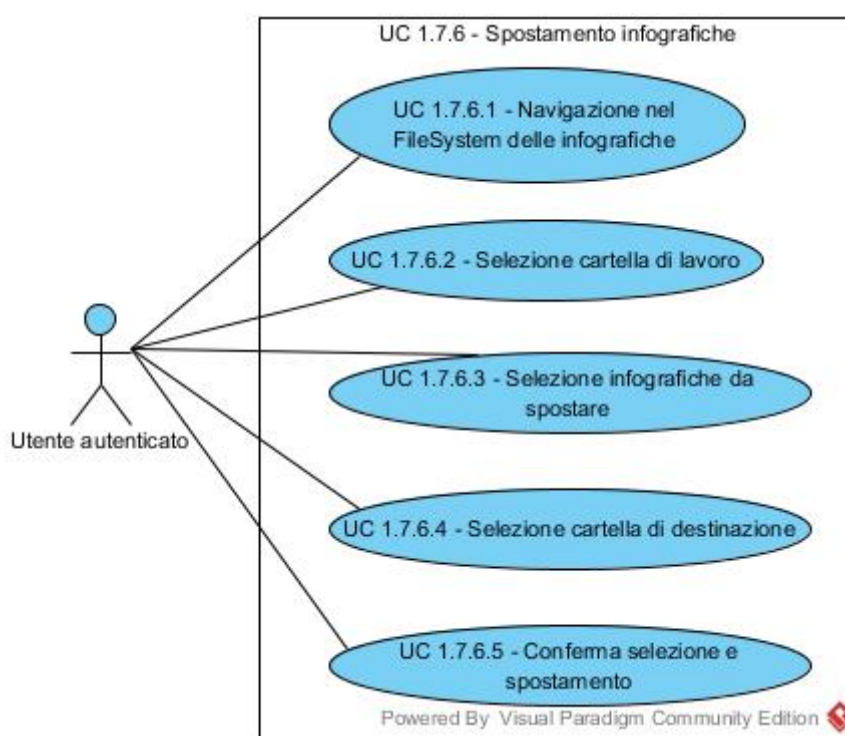 UC 1.7.6 - Spostamento infografiche
UC 1.7.6.1 - Navigazione nel
FileSystem delle infografiche
UC 1.7.6.2 - Selezione cartella di lavoro
UC 1.7.6.3 - Selezione infografiche da
spostare
Utente autenticato
UC 1.7.6.4 - Selezione cartella di destinazione
UC 1.7.6.5 - Conferma selezione e
spostamento
Powered By Visual Paradigm Community Edition